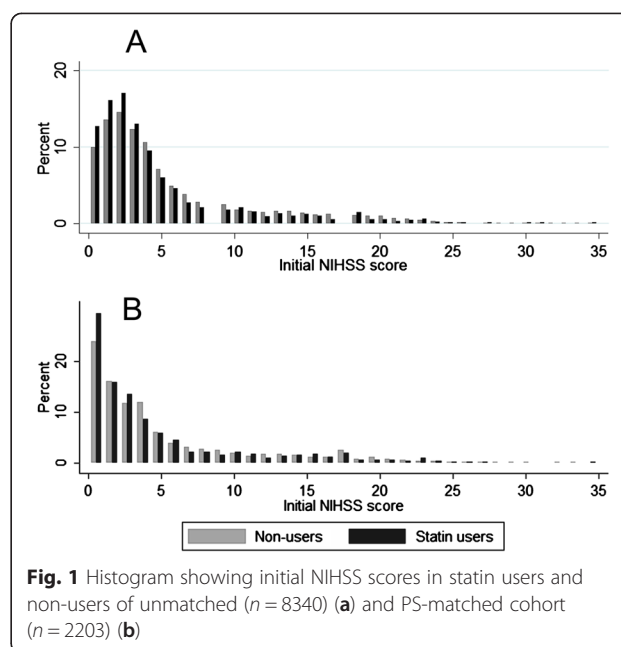 A
20
10
0
Percent
0 5 10 15 20 25 30 35
Initial NIHSS score
B
20
10
0
Percent
0 5 10 15 20 25 30 35
Initial NIHSS score
Non-users Statin users
Fig. 1 Histogram showing initial NIHSS scores in statin users and
non-users of unmatched (n = 8340) (a) and PS-matched cohort
(n = 2203) (b)